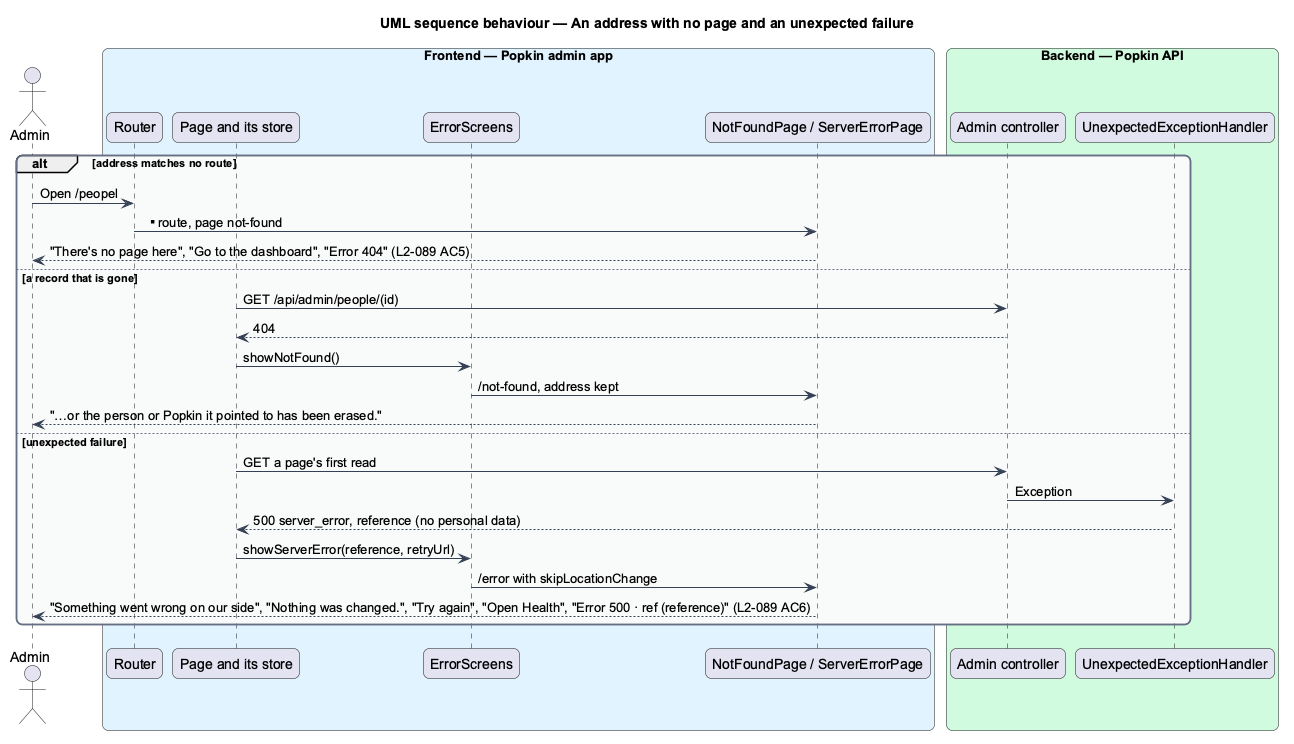 UML sequence behaviour — An address with no page and an unexpected failure
Frontend — Popkin admin app
Backend — Popkin API
Admin
Router
Page and its store
ErrorScreens
NotFoundPage / ServerErrorPage
Admin controller
UnexpectedExceptionHandler
alt
[address matches no route]
Open /peopel
▪ route, page not-found
"There's no page here", "Go to the dashboard", "Error 404" (L2-089 AC5)
[a record that is gone]
GET /api/admin/people/(id)
404
showNotFound()
/not-found, address kept
"…or the person or Popkin it pointed to has been erased."
[unexpected failure]
GET a page's first read
Exception
500 server_error, reference (no personal data)
showServerError(reference, retryUrl)
/error with skipLocationChange
"Something went wrong on our side", "Nothing was changed.", "Try again", "Open Health", "Error 500 · ref (reference)" (L2-089 AC6)
Admin
Router
Page and its store
ErrorScreens
NotFoundPage / ServerErrorPage
Admin controller
UnexpectedExceptionHandler